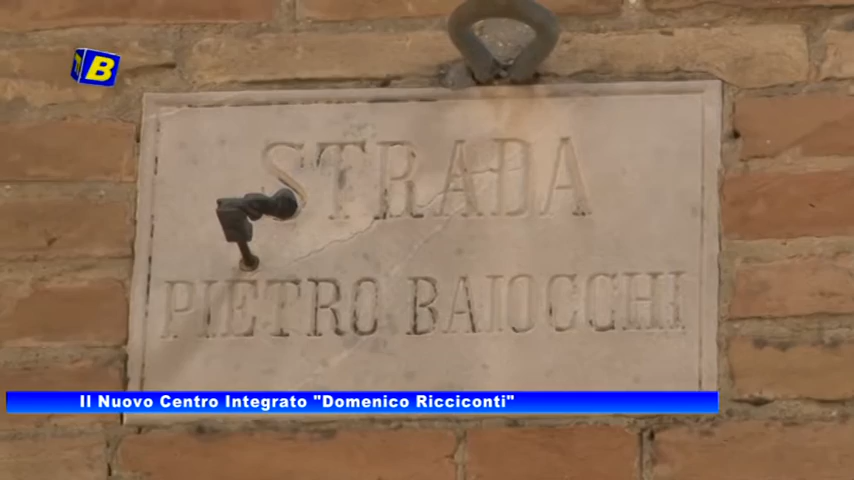 B
STRADA
PIETRO BAIOCCHI
Il Nuovo Centro Integrato "Domenico Ricciconti"